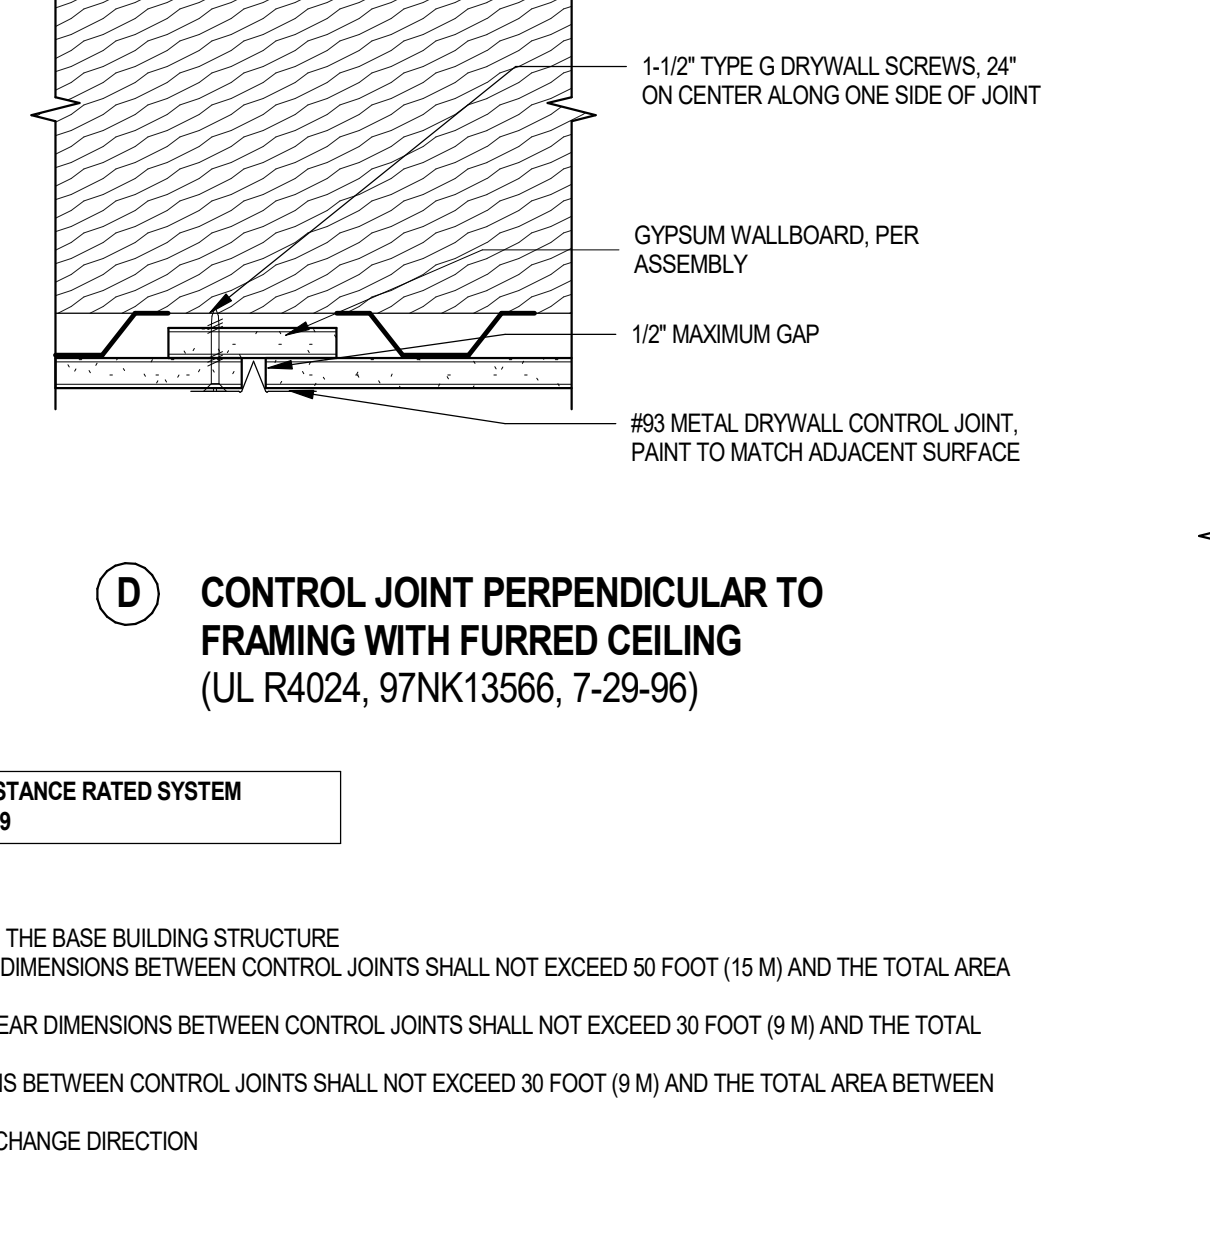 1-1/2" TYPE G DRYWALL SCREWS, 24"
ON CENTER ALONG ONE SIDE OF JOINT
GYPSUM WALLBOARD, PER
ASSEMBLY
1/2" MAXIMUM GAP
#93 METAL DRYWALL CONTROL JOINT,
PAINT TO MATCH ADJACENT SURFACE
D
CONTROL JOINT PERPENDICULAR TO
FRAMING WITH FURRED CEILING
(UL R4024, 97NK13566, 7-29-96)
STANCE RATED SYSTEM
9
THE BASE BUILDING STRUCTURE
DIMENSIONS BETWEEN CONTROL JOINTS SHALL NOT EXCEED 50 FOOT (15 M) AND THE TOTAL AREA
EAR DIMENSIONS BETWEEN CONTROL JOINTS SHALL NOT EXCEED 30 FOOT (9 M) AND THE TOTAL
NS BETWEEN CONTROL JOINTS SHALL NOT EXCEED 30 FOOT (9 M) AND THE TOTAL AREA BETWEEN
CHANGE DIRECTION